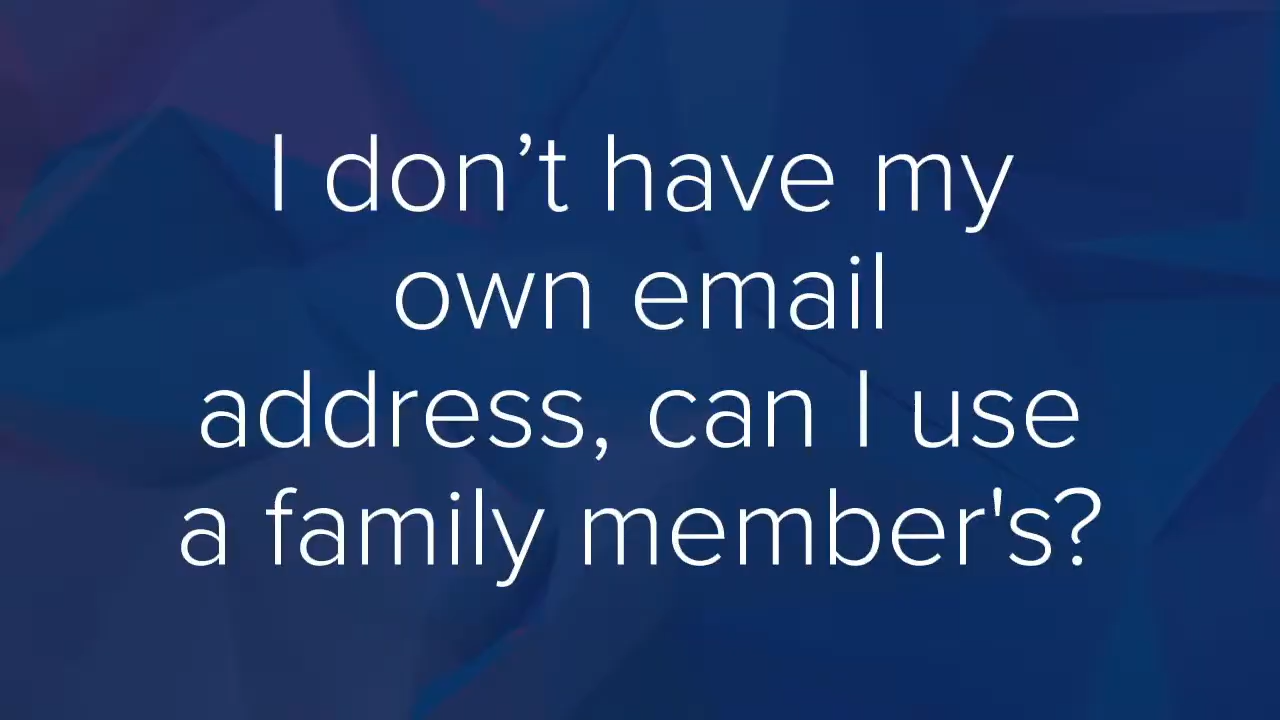 I don’t have my
own email
address, can I use
a family member's?